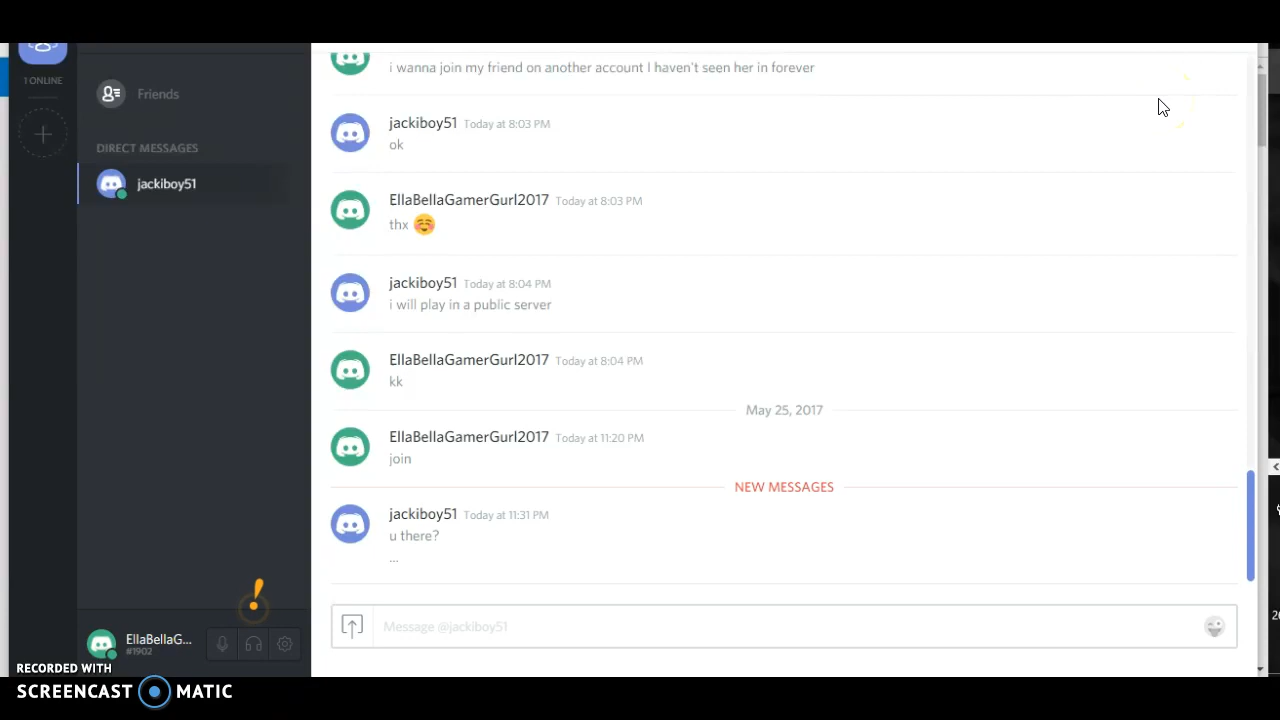 1 ONLINE
Friends
DIRECT MESSAGES
jackiboy51
i wanna join my friend on another account I haven't seen her in forever
jackiboy51 Today at 8:03 PM
ok
EllaBellaGamerGurl2017 Today at 8:03 PM
thx
jackiboy51 Today at 8:04 PM
i will play in a public server
EllaBellaGamerGurl2017 Today at 8:04 PM
kk
May 25, 2017
EllaBellaGamerGurl2017 Today at 11:20 PM
join
NEW MESSAGES
jackiboy51 Today at 11:31 PM
u there?
...
Message @jackiboy51
EllaBellaG...
#1902
RECORDED WITH
SCREENCAST MATIC